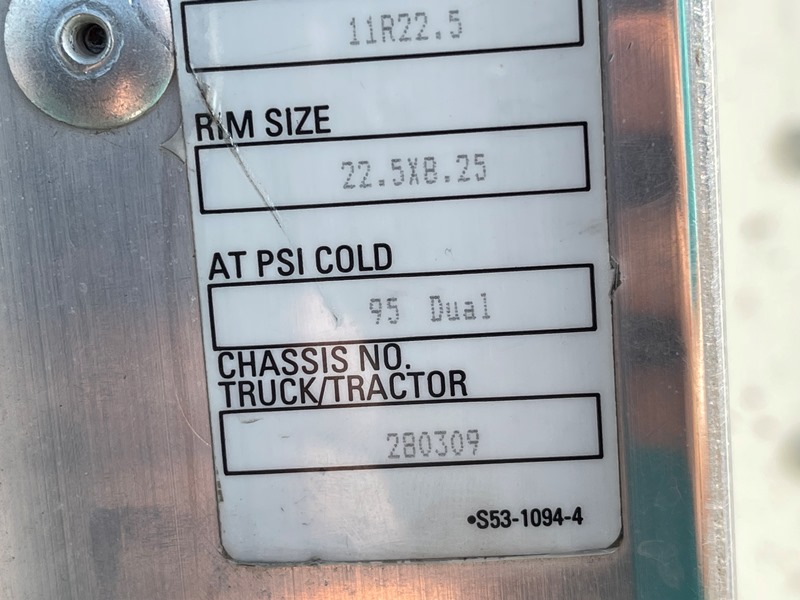 11R22.5
RIM SIZE
22.5X8.25
AT PSI COLD
95 Dual
CHASSIS NO.
TRUCK/TRACTOR
280309
•S53-1094-4